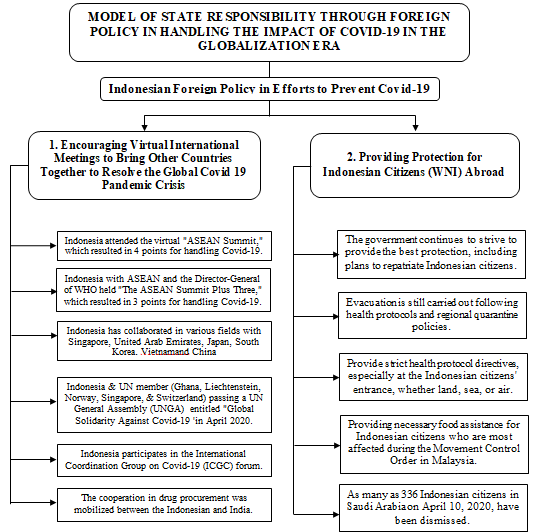 MODEL OF STATE RESPONSIBILITY THROUGH FOREIGN
POLICY IN HANDLING THE IMPACT OF COVID-19 IN THE
GLOBALIZATION ERA
Indonesian Foreign Policy in Efforts to Prevent Covid-19
1. Encouraging Virtual International
Meetings to Bring Other Countries
Together to Resolve the Global Covid 19
Pandemic Crisis
Indonesia attended the virtual "ASEAN Summit,"
which resulted in 4 points for handling Covid-19.
Indonesia with ASEAN and the Director-General
of WHO held "The ASEAN Summit Plus Three,"
which resulted in 3 points for handling Covid-19.
Indonesia has collaborated in various fields with
Singapore, United Arab Emirates, Japan, South
Korea. Vietnamand China
Indonesia & UN member (Ghana, Liechtenstein,
Norway, Singapore, & Switzerland) passing a UN
General Assembly (UNGA) entitled "Global
Solidarity Against Covid-19 'in April 2020.
Indonesia participates in the International
Coordination Group on Covid-19 (ICGC) forum.
The cooperation in drug procurement was
mobilized between the Indonesian and India.
2. Providing Protection for
Indonesian Citizens (WNI) Abroad
The government continues to strive to
provide the best protection, including
plans to repatriate Indonesian citizens.
Evacuation is still carried out following
health protocols and regional quarantine
policies.
Provide strict health protocol directives,
especially at the Indonesian citizens'
entrance, whether land, sea, or air.
Providing necessary food assistance for
Indonesian citizens who are most
affected during the Movement Control
Order in Malaysia.
As many as 336 Indonesian citizens in
Saudi Arabia on April 10, 2020, have
been dismissed.